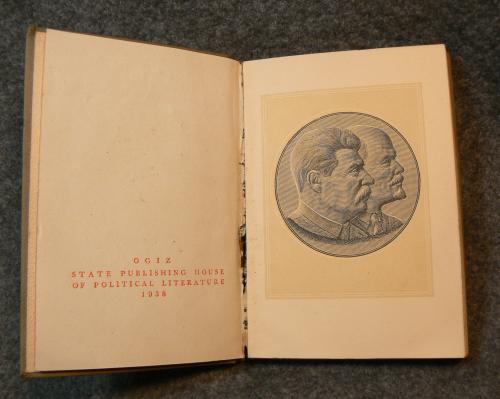 OGIZ
STATE PUBLISHING HOUSE
OF POLITICAL LITERATURE
1938